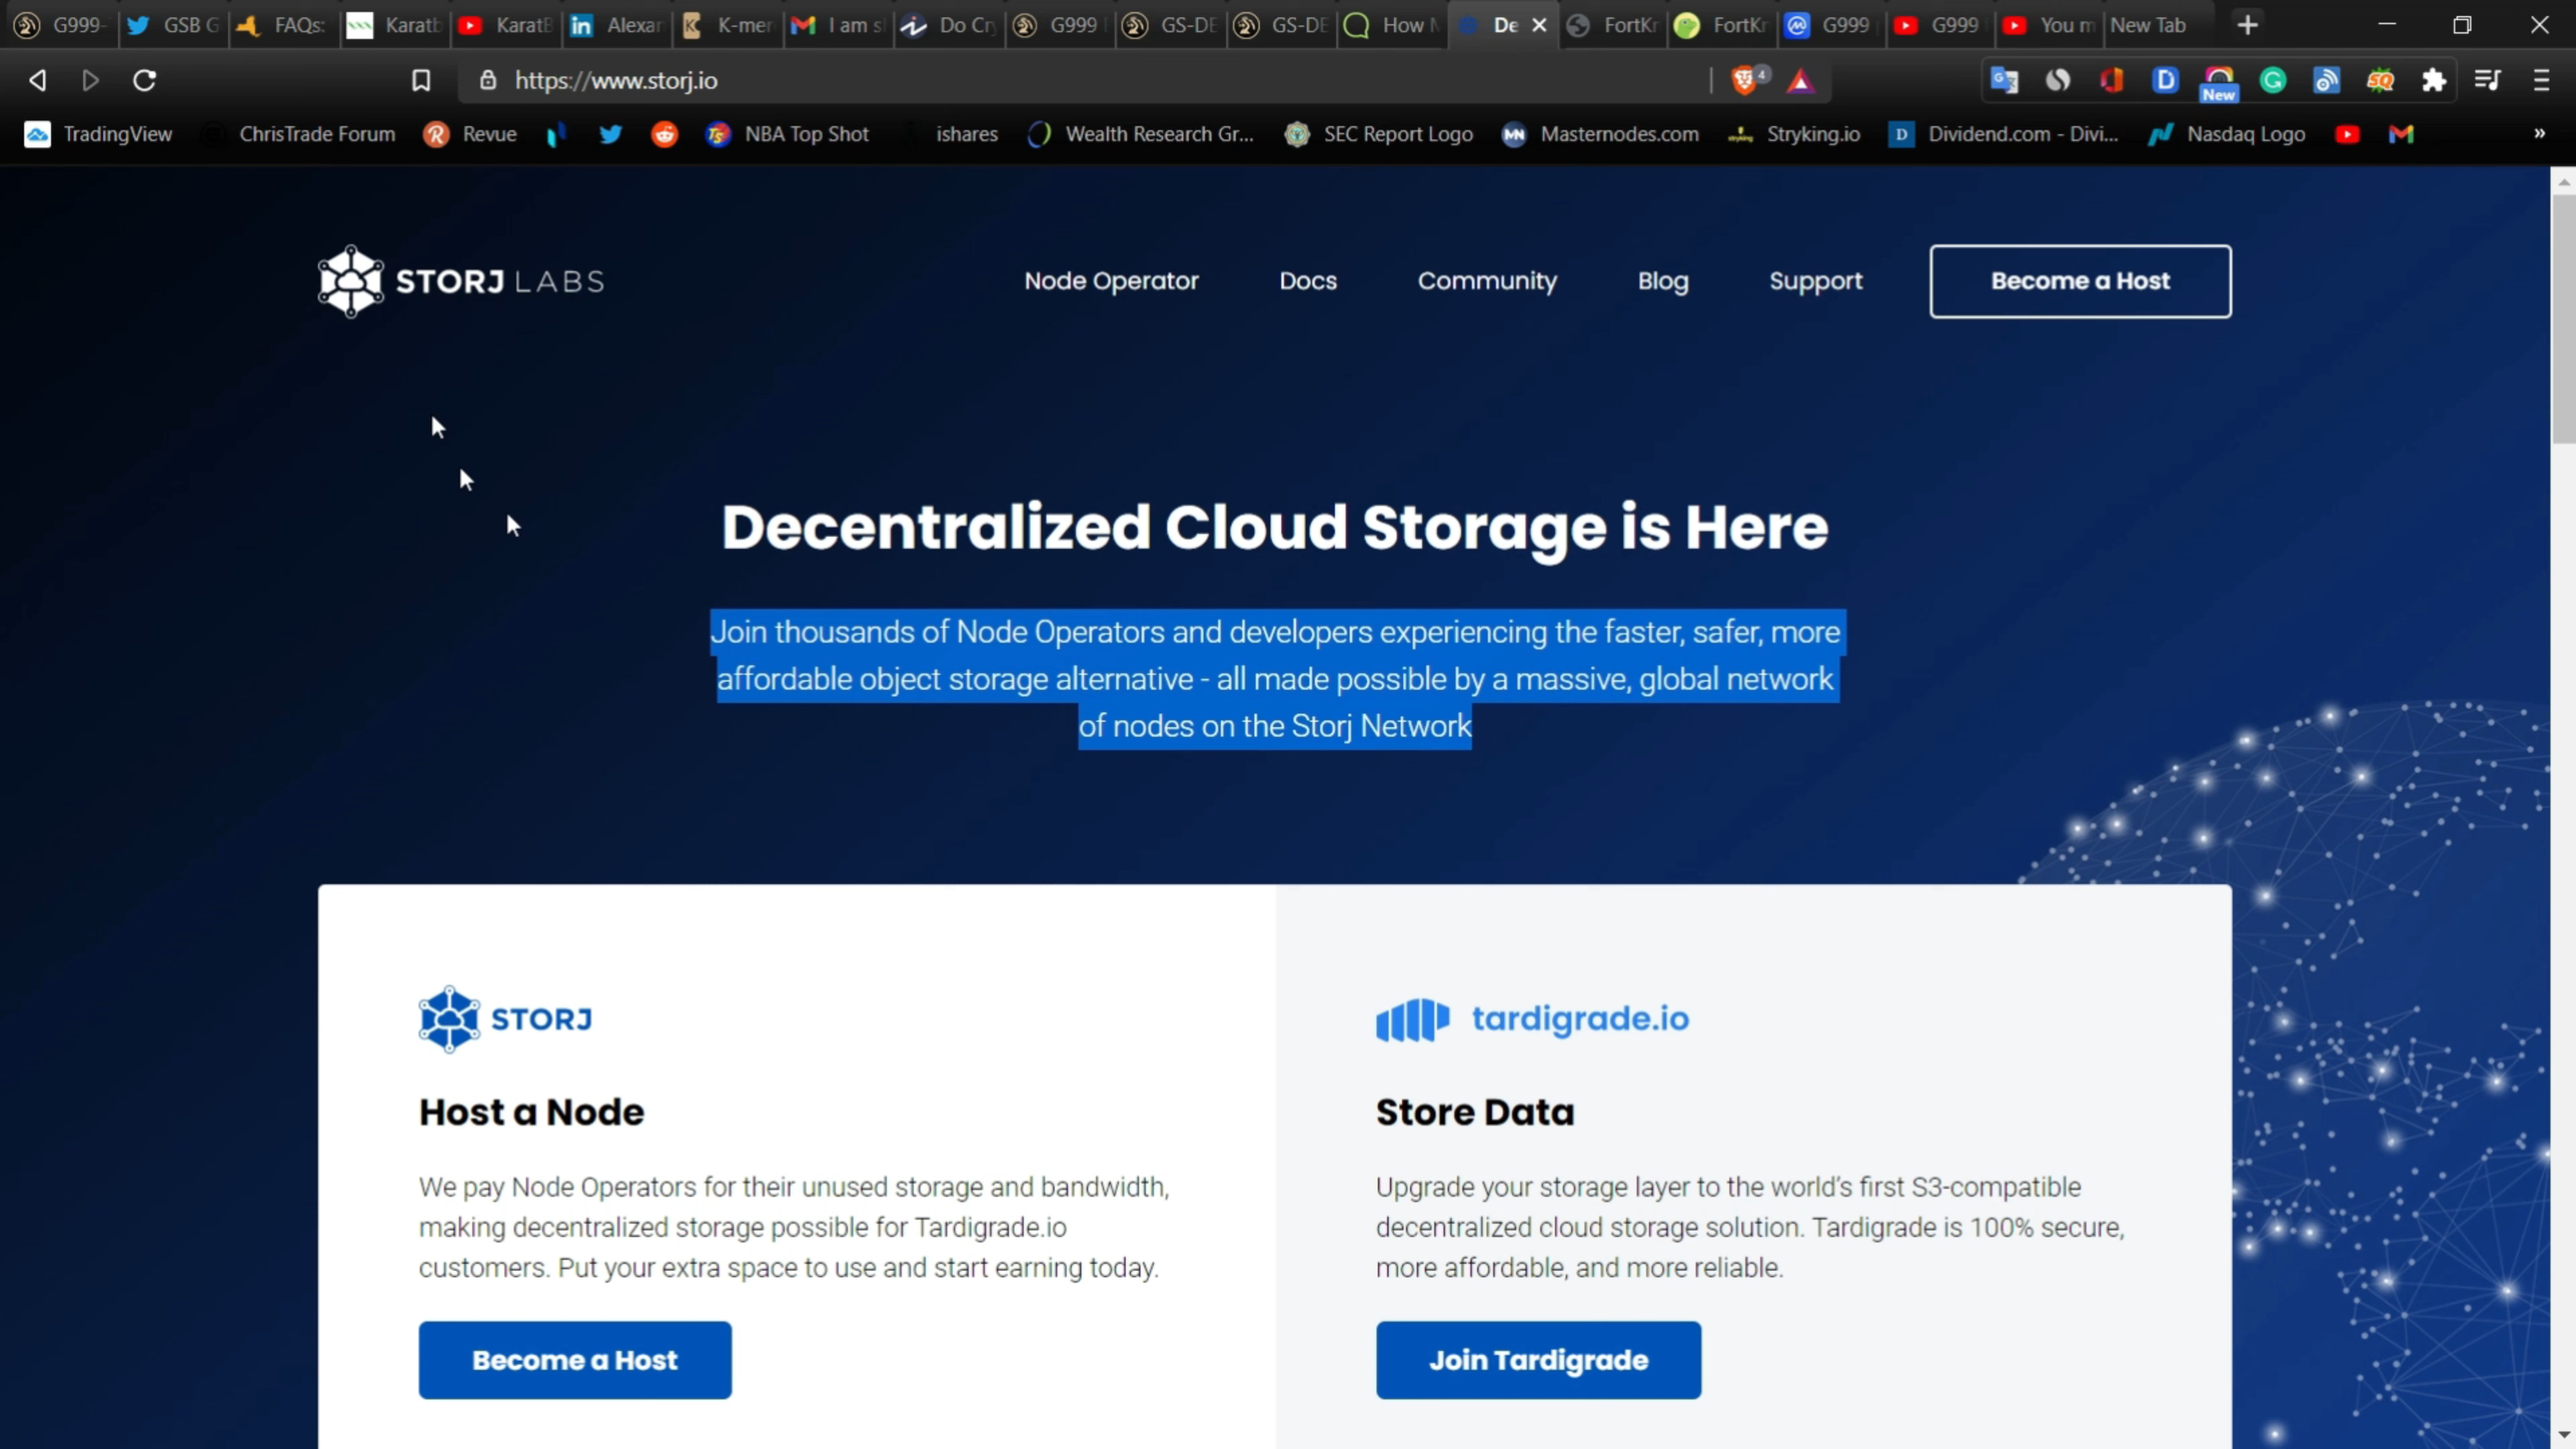 G999- GSB G FAQs: Karatb KaratB Alexan K-mer I am s Do Cry G999 GS-DE GS-DE How M De FortKr FortKr G999 G999 You m New Tab
https://www.storj.io 4 New
TradingView ChrisTrade Forum Revue NBA Top Shot ishares Wealth Research Gr... SEC Report Logo Masternodes.com Stryking.io Dividend.com - Divi... Nasdaq Logo »
STORJ LABS Node Operator Docs Community Blog Support Become a Host
Decentralized Cloud Storage is Here
Join thousands of Node Operators and developers experiencing the faster, safer, more
affordable object storage alternative - all made possible by a massive, global network
of nodes on the Storj Network
STORJ
Host a Node
We pay Node Operators for their unused storage and bandwidth,
making decentralized storage possible for Tardigrade.io
customers. Put your extra space to use and start earning today.
Become a Host
tardigrade.io
Store Data
Upgrade your storage layer to the world's first S3-compatible
decentralized cloud storage solution. Tardigrade is 100% secure,
more affordable, and more reliable.
Join Tardigrade